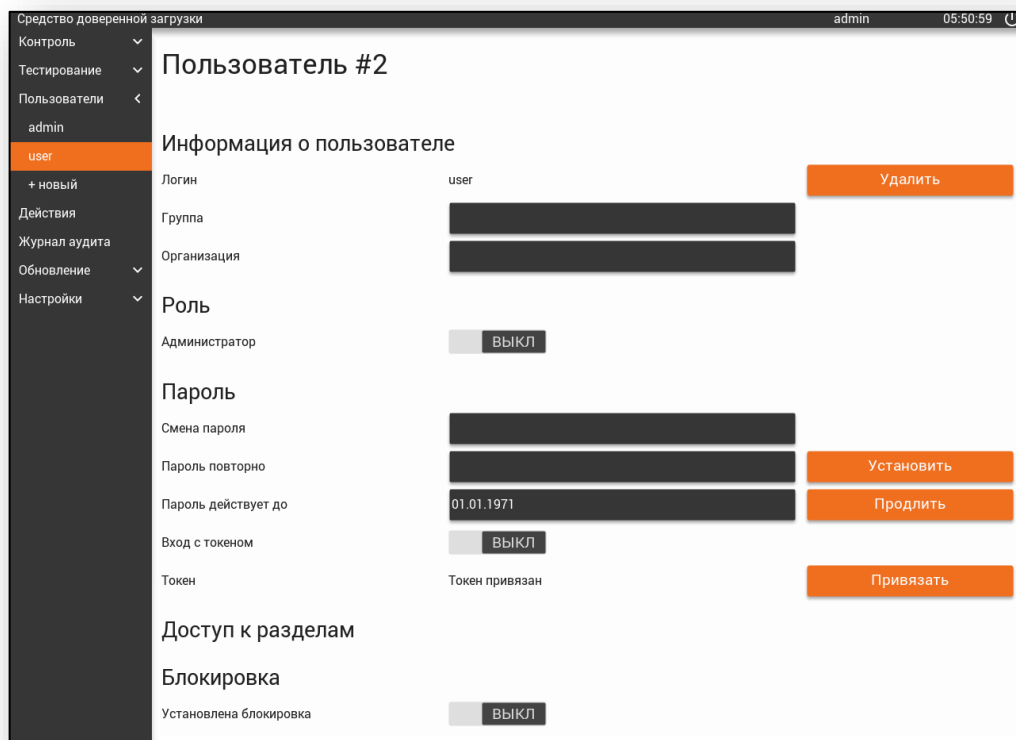 Средство доверенной загрузки admin 05:50:59
Контроль
Тестирование
Пользователи
admin
user
+ новый
Действия
Журнал аудита
Обновление
Настройки
Пользователь #2
Информация о пользователе
Логин user Удалить
Группа
Организация
Роль
Администратор ВЫКЛ
Пароль
Смена пароля
Пароль повторно Установить
Пароль действует до 01.01.1971 Продлить
Вход с токеном ВЫКЛ
Токен Токен привязан Привязать
Доступ к разделам
Блокировка
Установлена блокировка ВЫКЛ